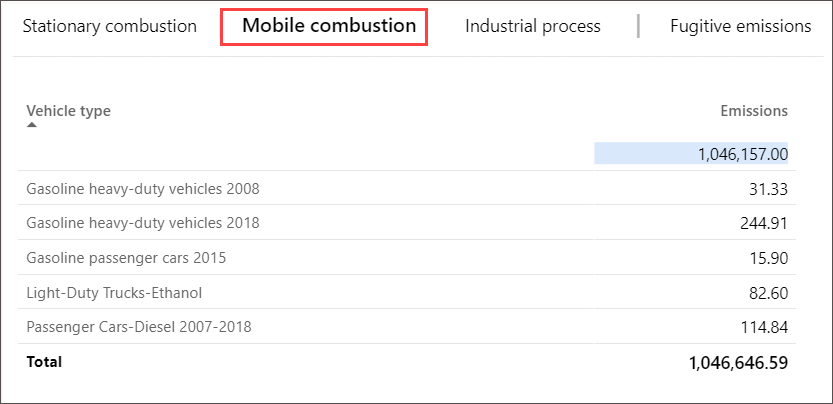 Stationary combustion Mobile combustion Industrial process | Fugitive emissions
Vehicle type Emissions
1,046,157.00
Gasoline heavy-duty vehicles 2008 31.33
Gasoline heavy-duty vehicles 2018 244.91
Gasoline passenger cars 2015 15.90
Light-Duty Trucks-Ethanol 82.60
Passenger Cars-Diesel 2007-2018 114.84
Total 1,046,646.59